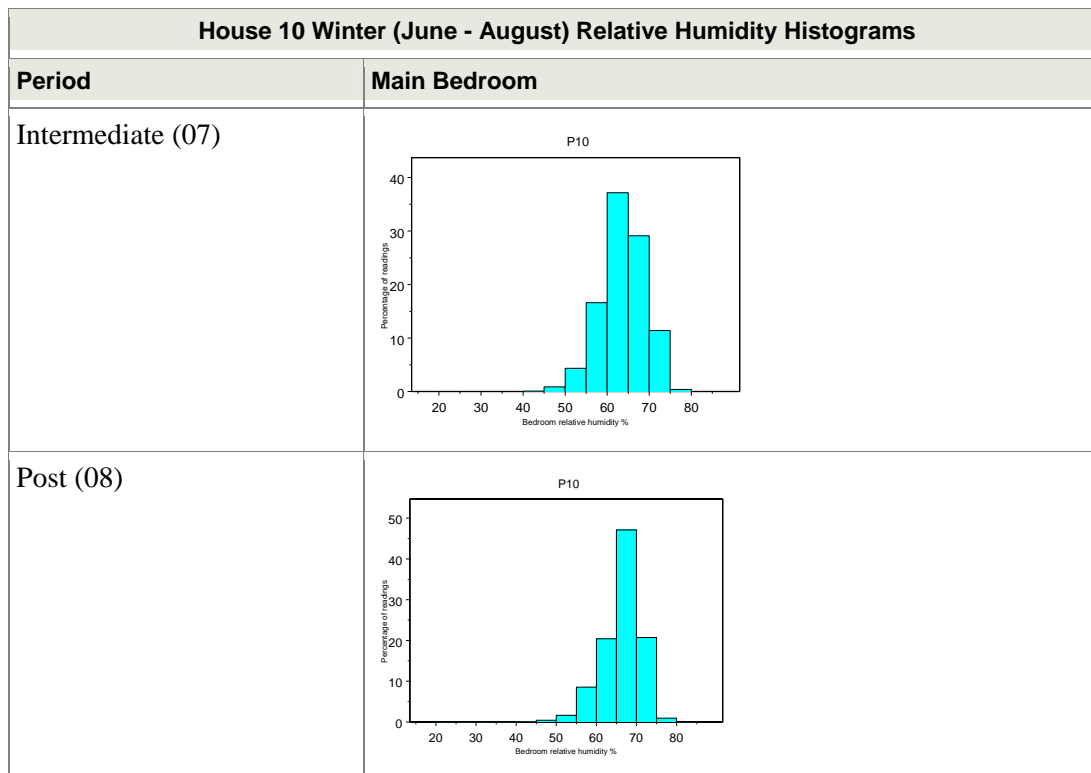 House 10 Winter (June - August) Relative Humidity Histograms
Period Main Bedroom
Intermediate (07)
P10
40
30
20
10
0
Percentage of readings
20 30 40 50 60 70 80
Bedroom relative humidity %
Post (08)
P10
50
40
30
20
10
0
Percentage of readings
20 30 40 50 60 70 80
Bedroom relative humidity %